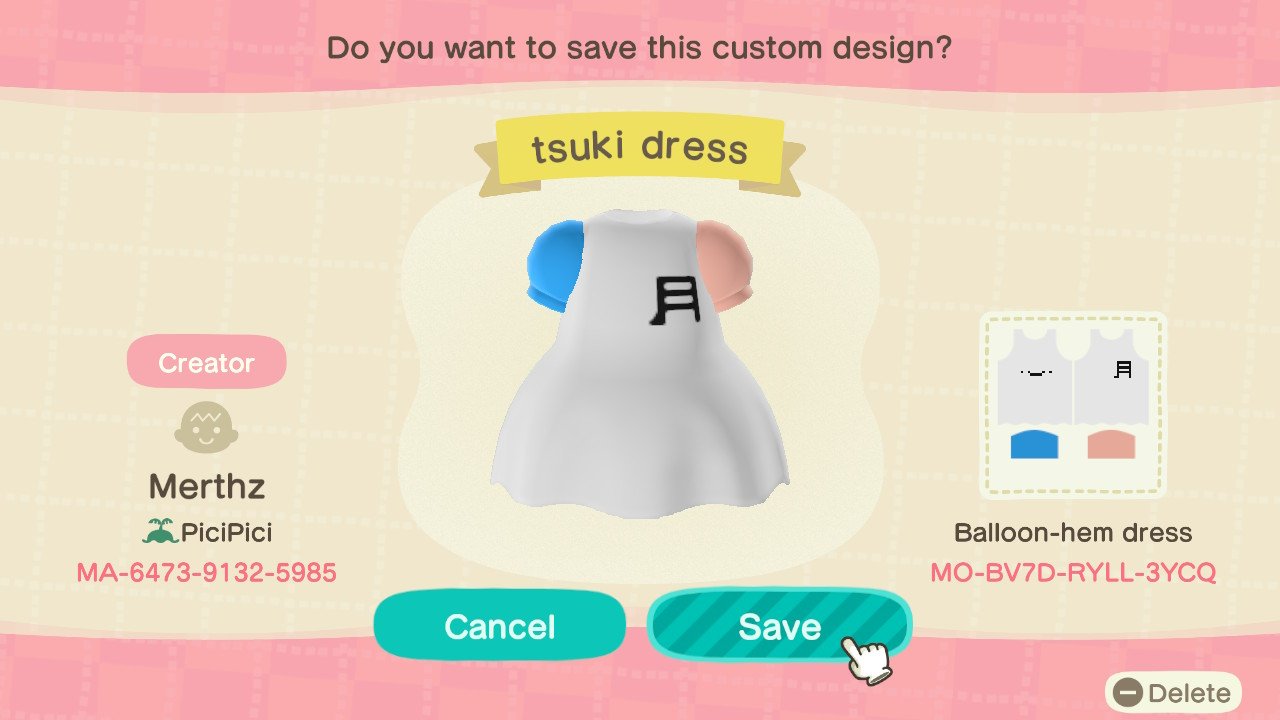 Do you want to save this custom design?
tsuki dress
月
Creator
Merthz
PiciPici
MA-6473-9132-5985
月
Balloon-hem dress
MO-BV7D-RYLL-3YCQ
Cancel
Save
Delete